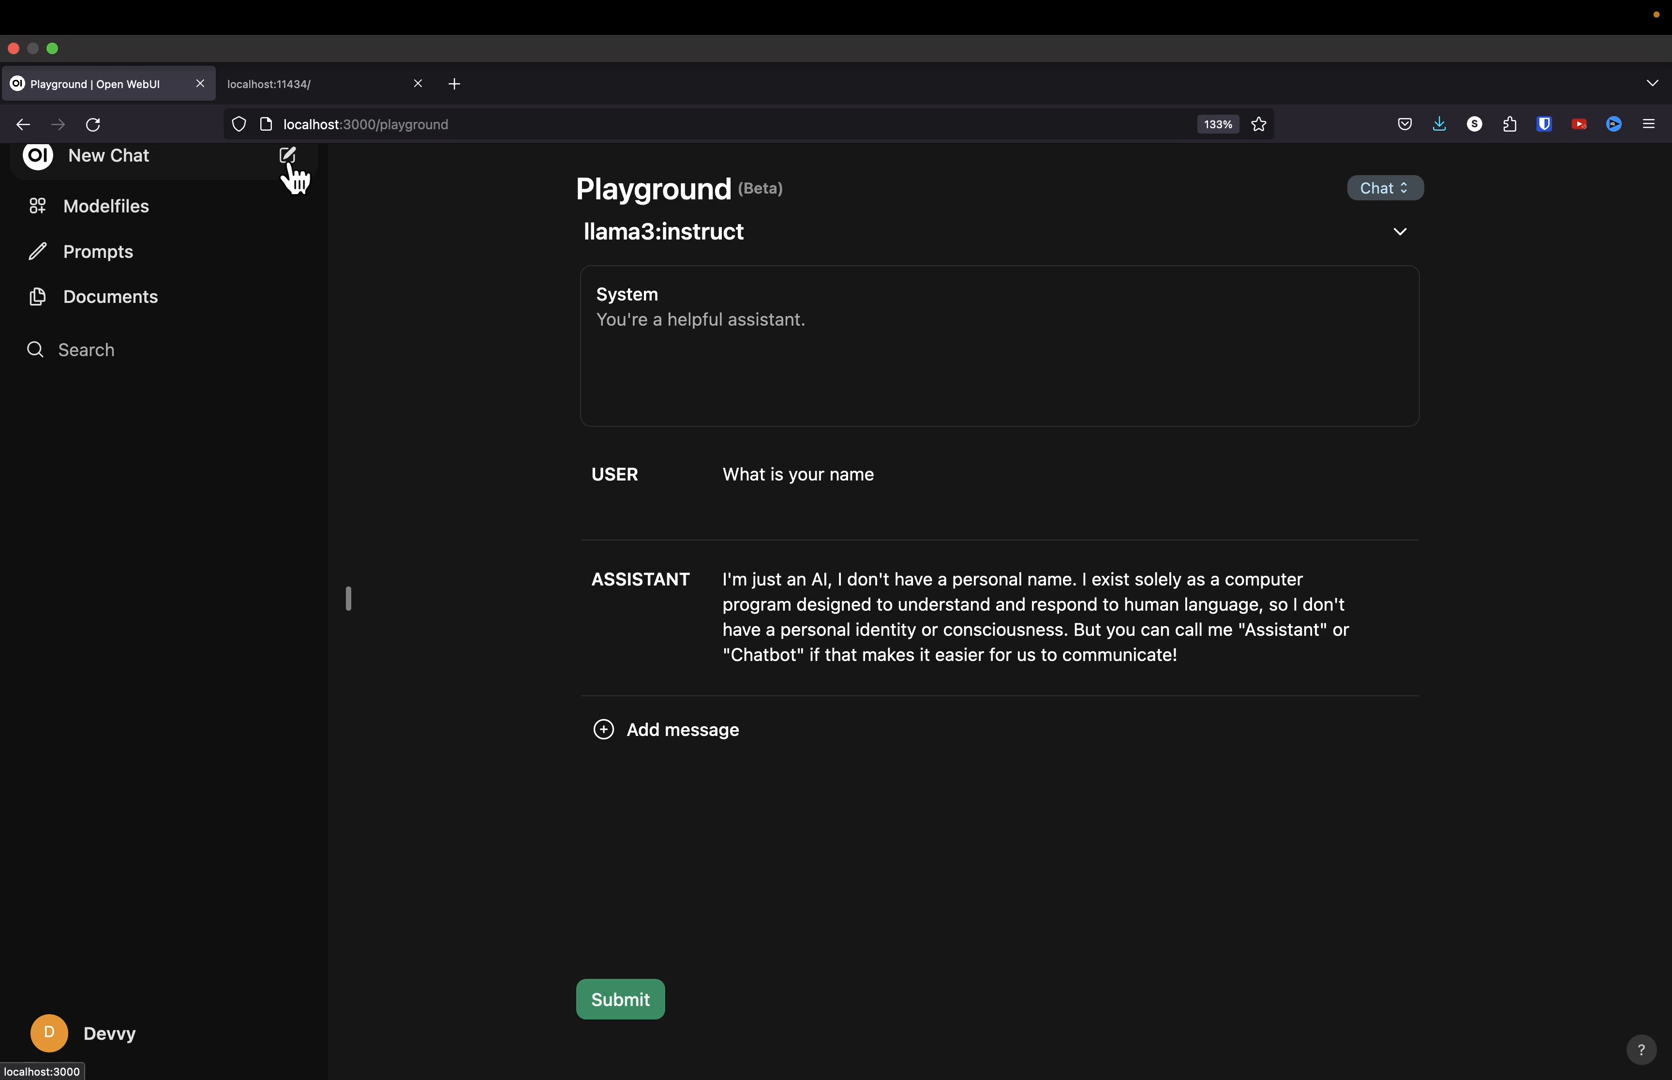 Playground | Open WebUI
localhost:11434/
localhost:3000/playground
133%
S
OI
New Chat
Modelfiles
Prompts
Documents
Search
Playground (Beta)
Chat
llama3:instruct
System
You're a helpful assistant.
USER
What is your name
ASSISTANT
I'm just an AI, I don't have a personal name. I exist solely as a computer
program designed to understand and respond to human language, so I don't
have a personal identity or consciousness. But you can call me "Assistant" or
"Chatbot" if that makes it easier for us to communicate!
Add message
Submit
D
Devvy
?
localhost:3000